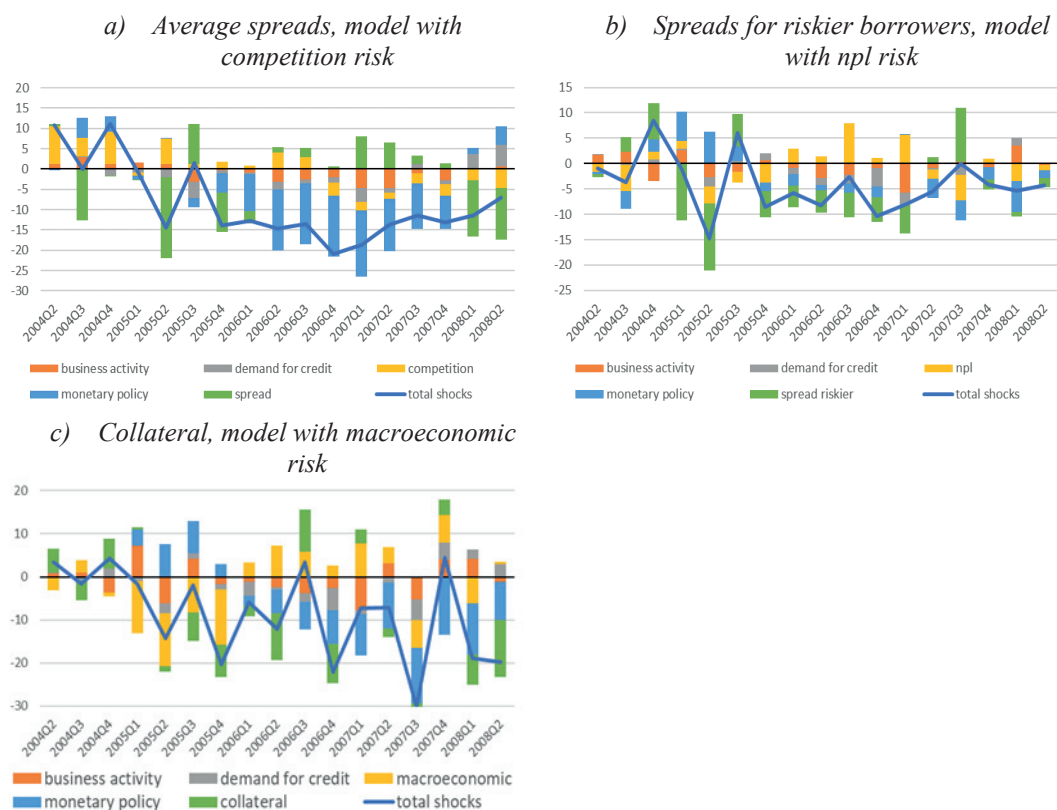 a) Average spreads, model with
competition risk
20
15
10
5
0
-5
-10
-15
-20
-25
-30
2004Q2 2004Q3 2004Q4 2005Q1 2005Q2 2005Q3 2005Q4 2006Q1 2006Q2 2006Q3 2006Q4 2007Q1 2007Q2 2007Q3 2007Q4 2008Q1 2008Q2
business activity demand for credit competition
monetary policy spread total shocks
b) Spreads for riskier borrowers, model
with npl risk
15
10
5
0
-5
-10
-15
-20
-25
2004Q2 2004Q3 2004Q4 2005Q1 2005Q2 2005Q3 2005Q4 2006Q1 2006Q2 2006Q3 2006Q4 2007Q1 2007Q2 2007Q3 2007Q4 2008Q1 2008Q2
business activity demand for credit npl
monetary policy spread riskier total shocks
c) Collateral, model with macroeconomic
risk
20
10
0
-10
-20
-30
2004Q2 2004Q3 2004Q4 2005Q1 2005Q2 2005Q3 2005Q4 2006Q1 2006Q2 2006Q3 2006Q4 2007Q1 2007Q2 2007Q3 2007Q4 2008Q1 2008Q2
business activity demand for credit macroeconomic
monetary policy collateral total shocks